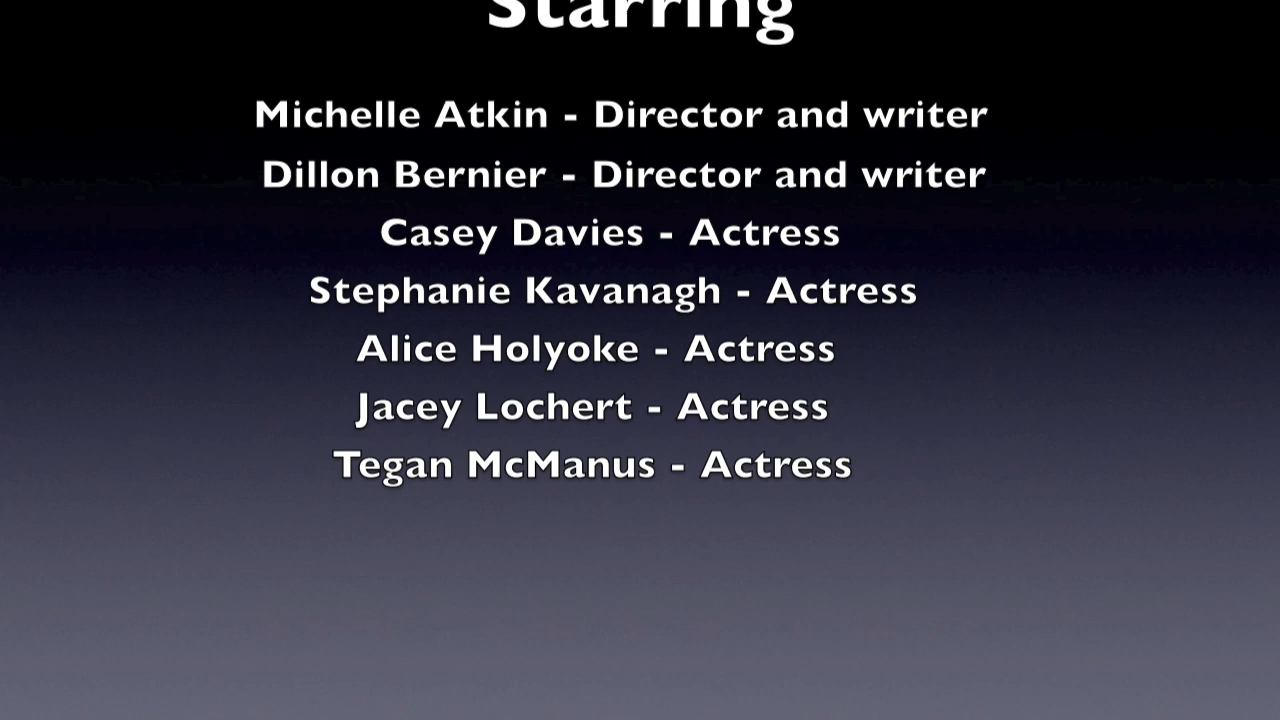 Starring
Michelle Atkin - Director and writer
Dillon Bernier - Director and writer
Casey Davies - Actress
Stephanie Kavanagh - Actress
Alice Holyoke - Actress
Jacey Lochert - Actress
Tegan McManus - Actress